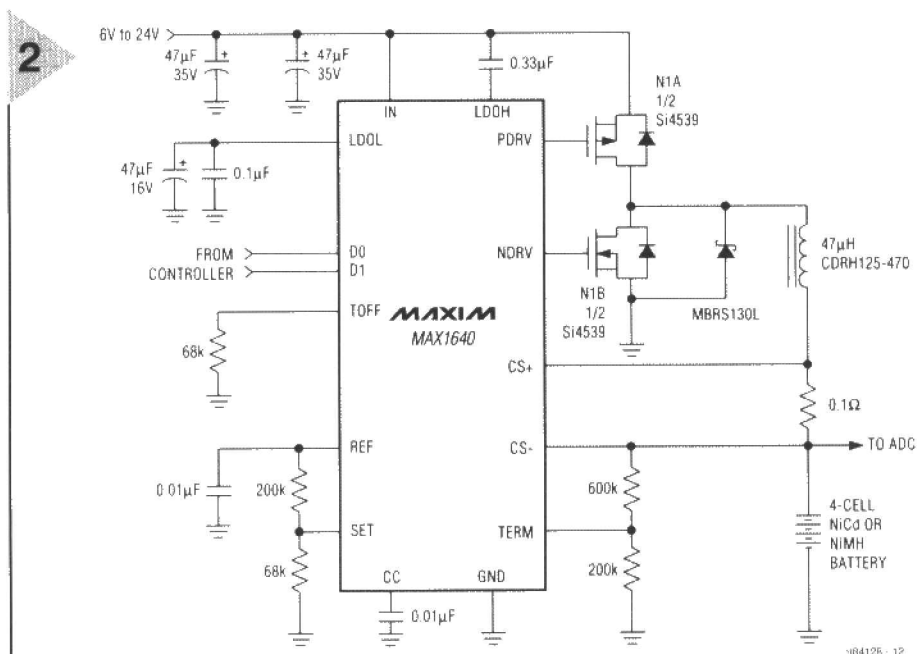 2
6V to 24V
47µF
35V
47µF
35V
0.33µF
N1A
1/2
Si4539
IN
LDOH
LDOL
PDRV
47µF
16V
0.1µF
FROM
CONTROLLER
D0
D1
NDRV
47µH
CDRH125-470
TOFF
MAXIM
MAX1640
N1B
1/2
Si4539
MBRS130L
68k
CS+
0.1Ω
REF
CS-
TO ADC
0.01µF
200k
600k
4-CELL
NiCd OR
NiMH
BATTERY
SET
TERM
68k
200k
CC
GND
0.01µF